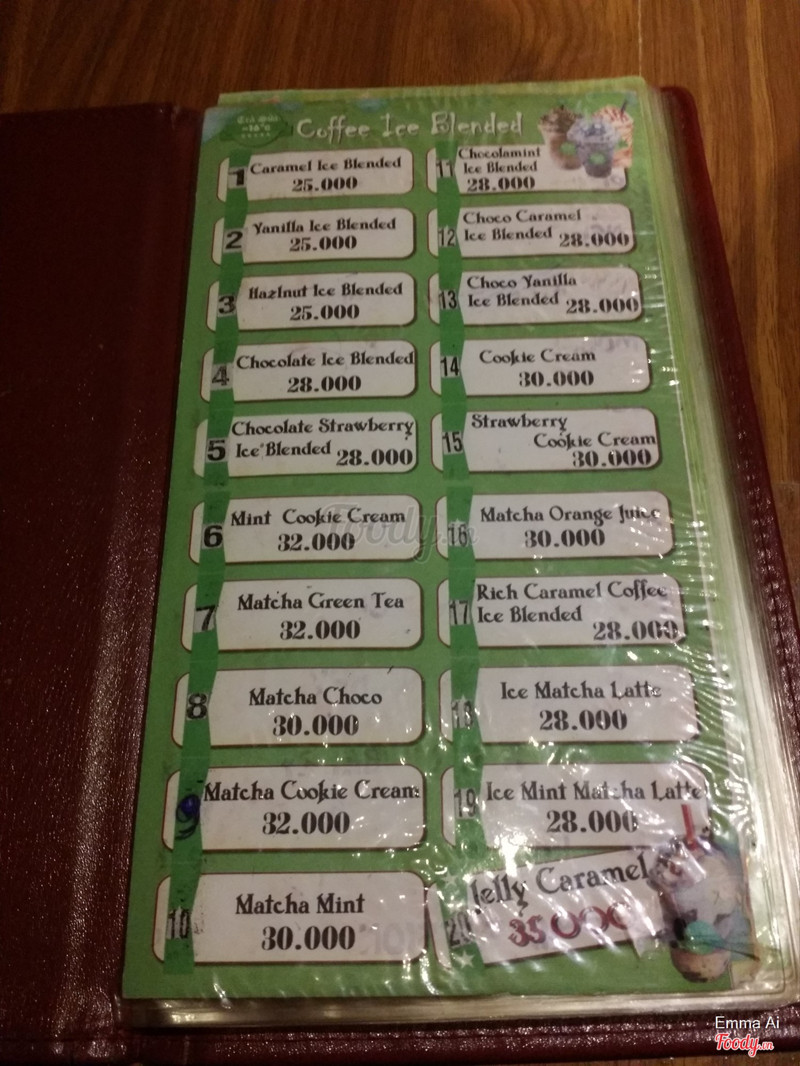 Trà Sữa
-16°C
Coffee Ice Blended
1
Caramel Ice Blended
25.000
2
Vanilla Ice Blended
25.000
3
Hazlnut Ice Blended
25.000
4
Chocolate Ice Blended
28.000
5
Chocolate Strawberry
Ice Blended 28.000
6
Mint Cookie Cream
32.000
7
Matcha Green Tea
32.000
8
Matcha Choco
30.000
9
Matcha Cookie Cream
32.000
10
Matcha Mint
30.000
11
Chocolamint
Ice Blended
28.000
12
Choco Caramel
Ice Blended 28.000
13
Choco Vanilla
Ice Blended 28.000
14
Cookie Cream
30.000
15
Strawberry
Cookie Cream
30.000
16
Matcha Orange Juice
30.000
17
Rich Caramel Coffee
Ice Blended
28.000
18
Ice Matcha Latte
28.000
19
Ice Mint Matcha Latte
28.000
20
Jelly Caramel
35000
Foody.vn
Emma Ai
Foody.vn